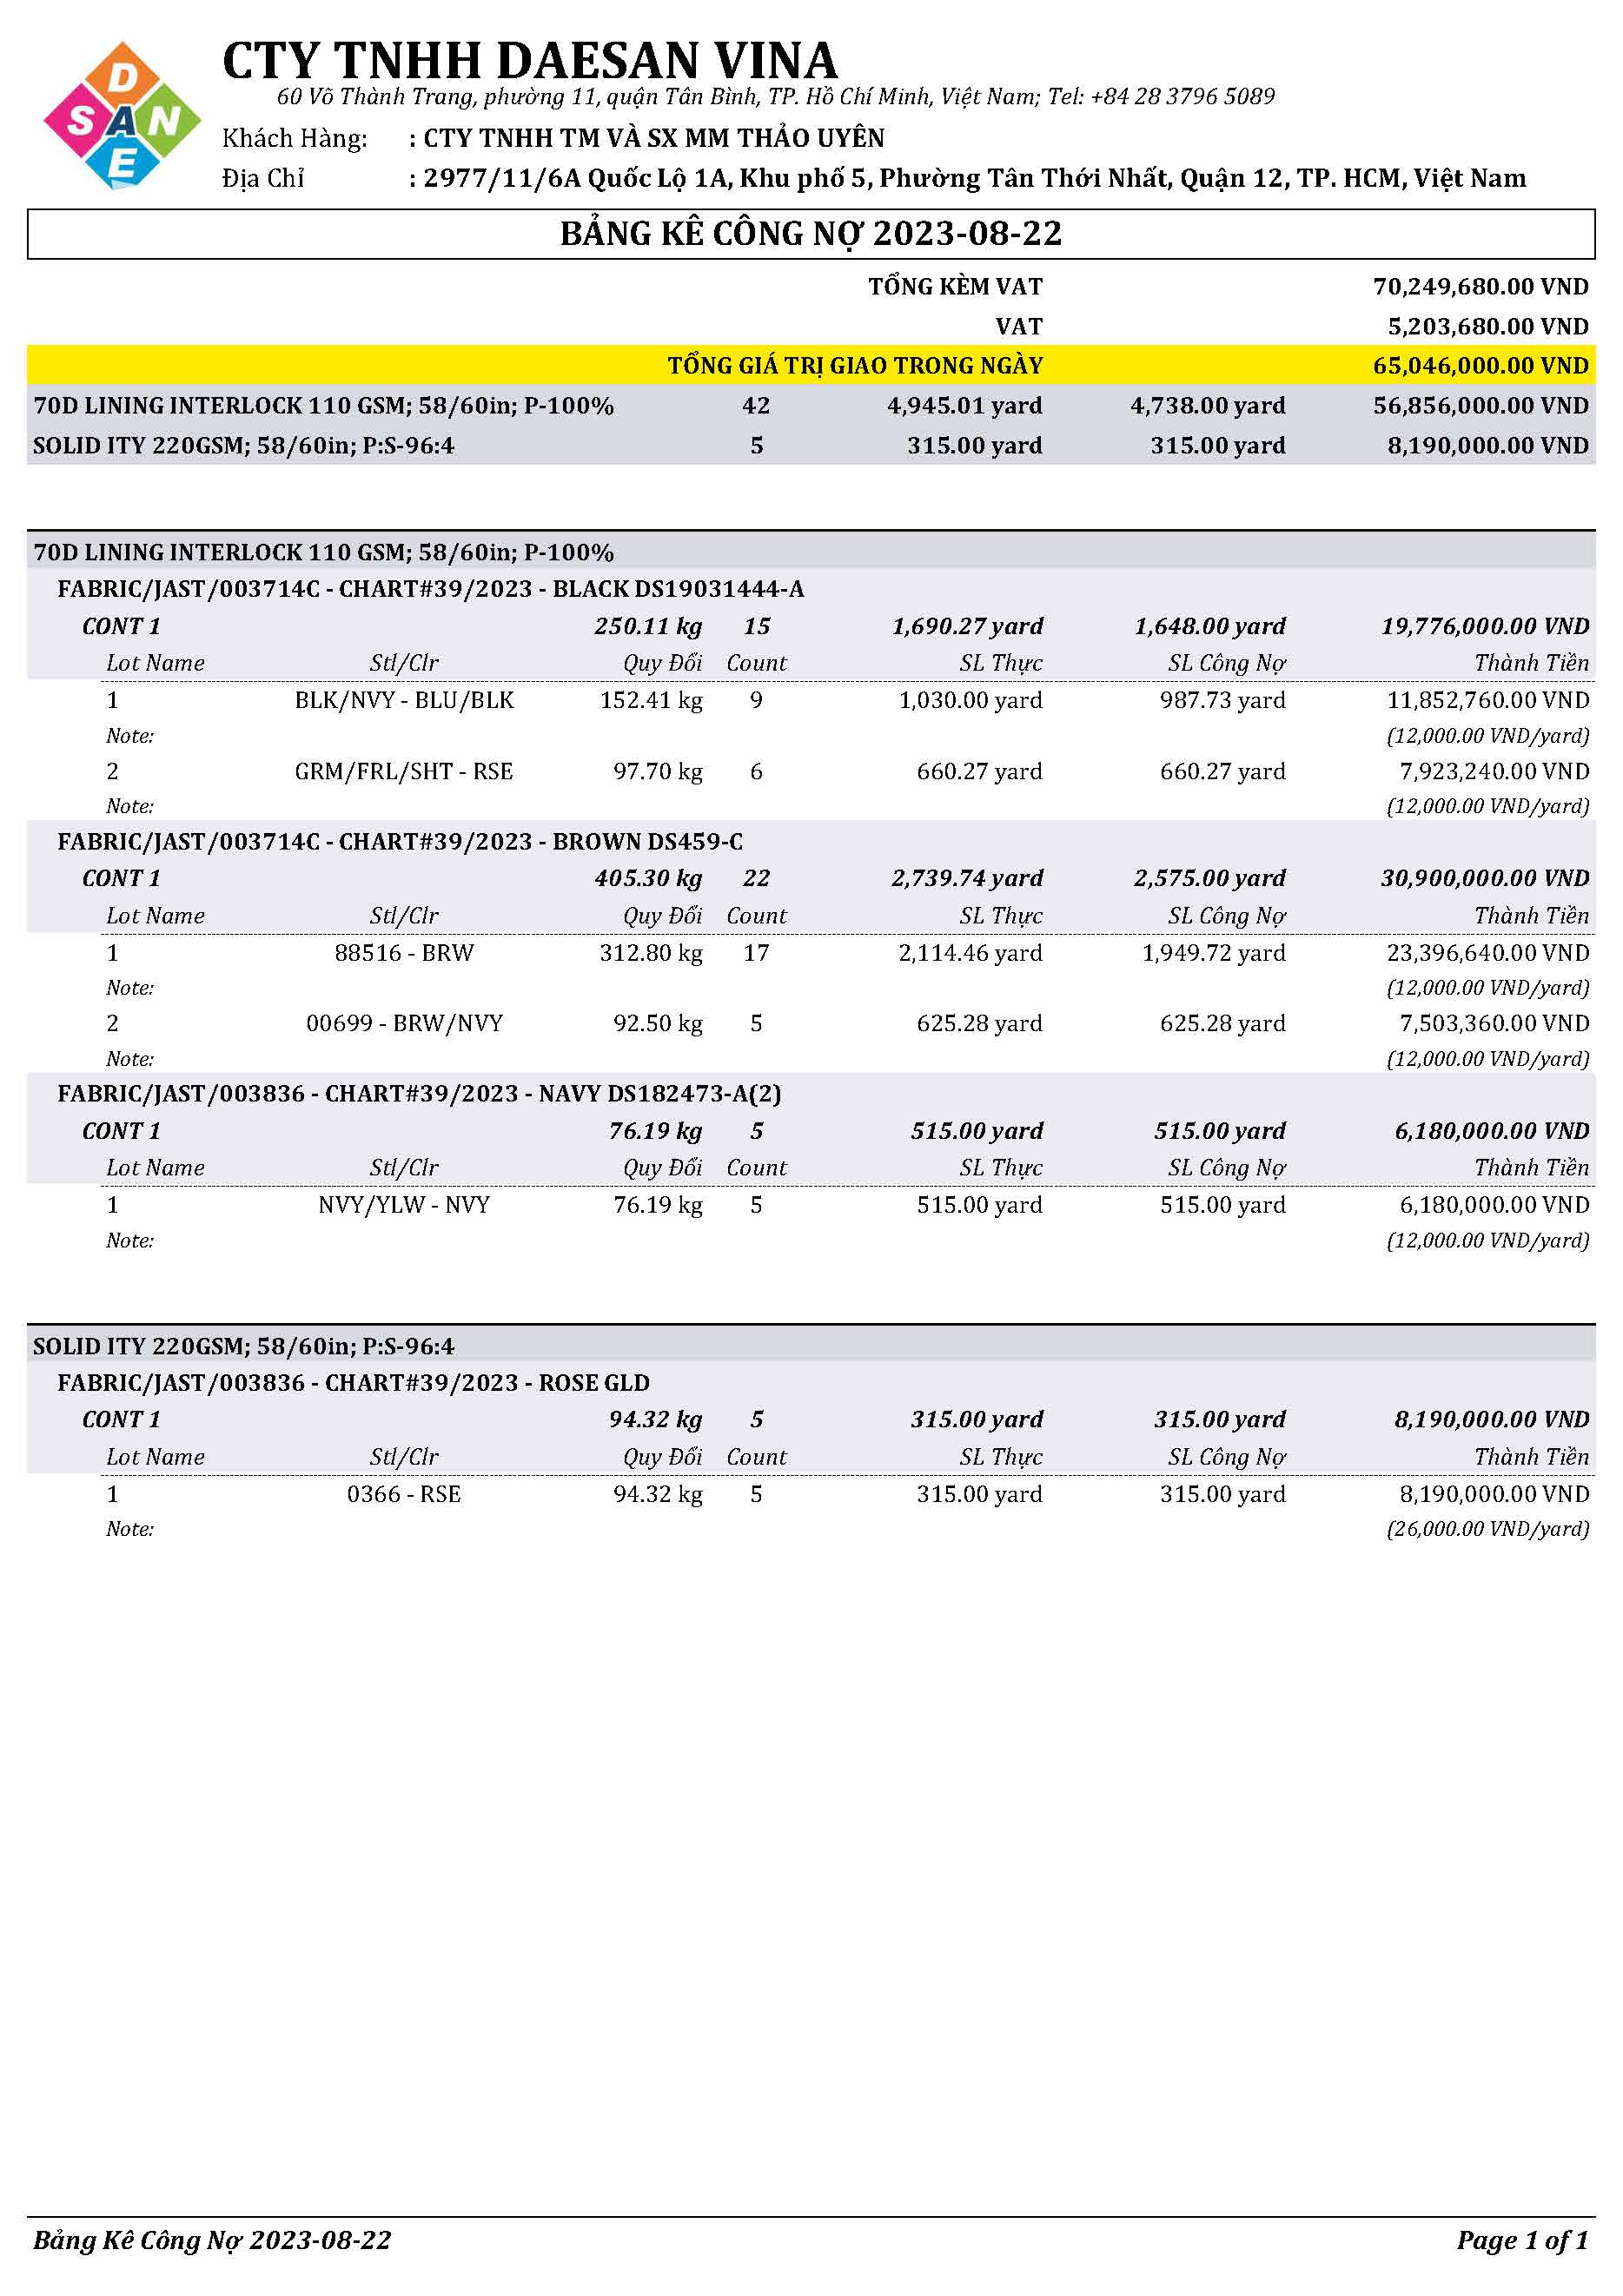 D
S A N
E
CTY TNHH DAESAN VINA
60 Võ Thành Trang, phường 11, quận Tân Bình, TP. Hồ Chí Minh, Việt Nam; Tel: +84 28 3796 5089
Khách Hàng: : CTY TNHH TM VÀ SX MM THẢO UYÊN
Địa Chỉ : 2977/11/6A Quốc Lộ 1A, Khu phố 5, Phường Tân Thới Nhất, Quận 12, TP. HCM, Việt Nam
BẢNG KÊ CÔNG NỢ 2023-08-22
TỔNG KÈM VAT 70,249,680.00 VND
VAT 5,203,680.00 VND
TỔNG GIÁ TRỊ GIAO TRONG NGÀY 65,046,000.00 VND
70D LINING INTERLOCK 110 GSM; 58/60in; P-100% 42 4,945.01 yard 4,738.00 yard 56,856,000.00 VND
SOLID ITY 220GSM; 58/60in; P:S-96:4 5 315.00 yard 315.00 yard 8,190,000.00 VND
70D LINING INTERLOCK 110 GSM; 58/60in; P-100%
FABRIC/JAST/003714C - CHART#39/2023 - BLACK DS19031444-A
CONT 1 250.11 kg 15 1,690.27 yard 1,648.00 yard 19,776,000.00 VND
Lot Name Stl/Clr Quy Đổi Count SL Thực SL Công Nợ Thành Tiền
1 BLK/NVY - BLU/BLK 152.41 kg 9 1,030.00 yard 987.73 yard 11,852,760.00 VND
Note: (12,000.00 VND/yard)
2 GRM/FRL/SHT - RSE 97.70 kg 6 660.27 yard 660.27 yard 7,923,240.00 VND
Note: (12,000.00 VND/yard)
FABRIC/JAST/003714C - CHART#39/2023 - BROWN DS459-C
CONT 1 405.30 kg 22 2,739.74 yard 2,575.00 yard 30,900,000.00 VND
Lot Name Stl/Clr Quy Đổi Count SL Thực SL Công Nợ Thành Tiền
1 88516 - BRW 312.80 kg 17 2,114.46 yard 1,949.72 yard 23,396,640.00 VND
Note: (12,000.00 VND/yard)
2 00699 - BRW/NVY 92.50 kg 5 625.28 yard 625.28 yard 7,503,360.00 VND
Note: (12,000.00 VND/yard)
FABRIC/JAST/003836 - CHART#39/2023 - NAVY DS182473-A(2)
CONT 1 76.19 kg 5 515.00 yard 515.00 yard 6,180,000.00 VND
Lot Name Stl/Clr Quy Đổi Count SL Thực SL Công Nợ Thành Tiền
1 NVY/YLW - NVY 76.19 kg 5 515.00 yard 515.00 yard 6,180,000.00 VND
Note: (12,000.00 VND/yard)
SOLID ITY 220GSM; 58/60in; P:S-96:4
FABRIC/JAST/003836 - CHART#39/2023 - ROSE GLD
CONT 1 94.32 kg 5 315.00 yard 315.00 yard 8,190,000.00 VND
Lot Name Stl/Clr Quy Đổi Count SL Thực SL Công Nợ Thành Tiền
1 0366 - RSE 94.32 kg 5 315.00 yard 315.00 yard 8,190,000.00 VND
Note: (26,000.00 VND/yard)
Bảng Kê Công Nợ 2023-08-22 Page 1 of 1